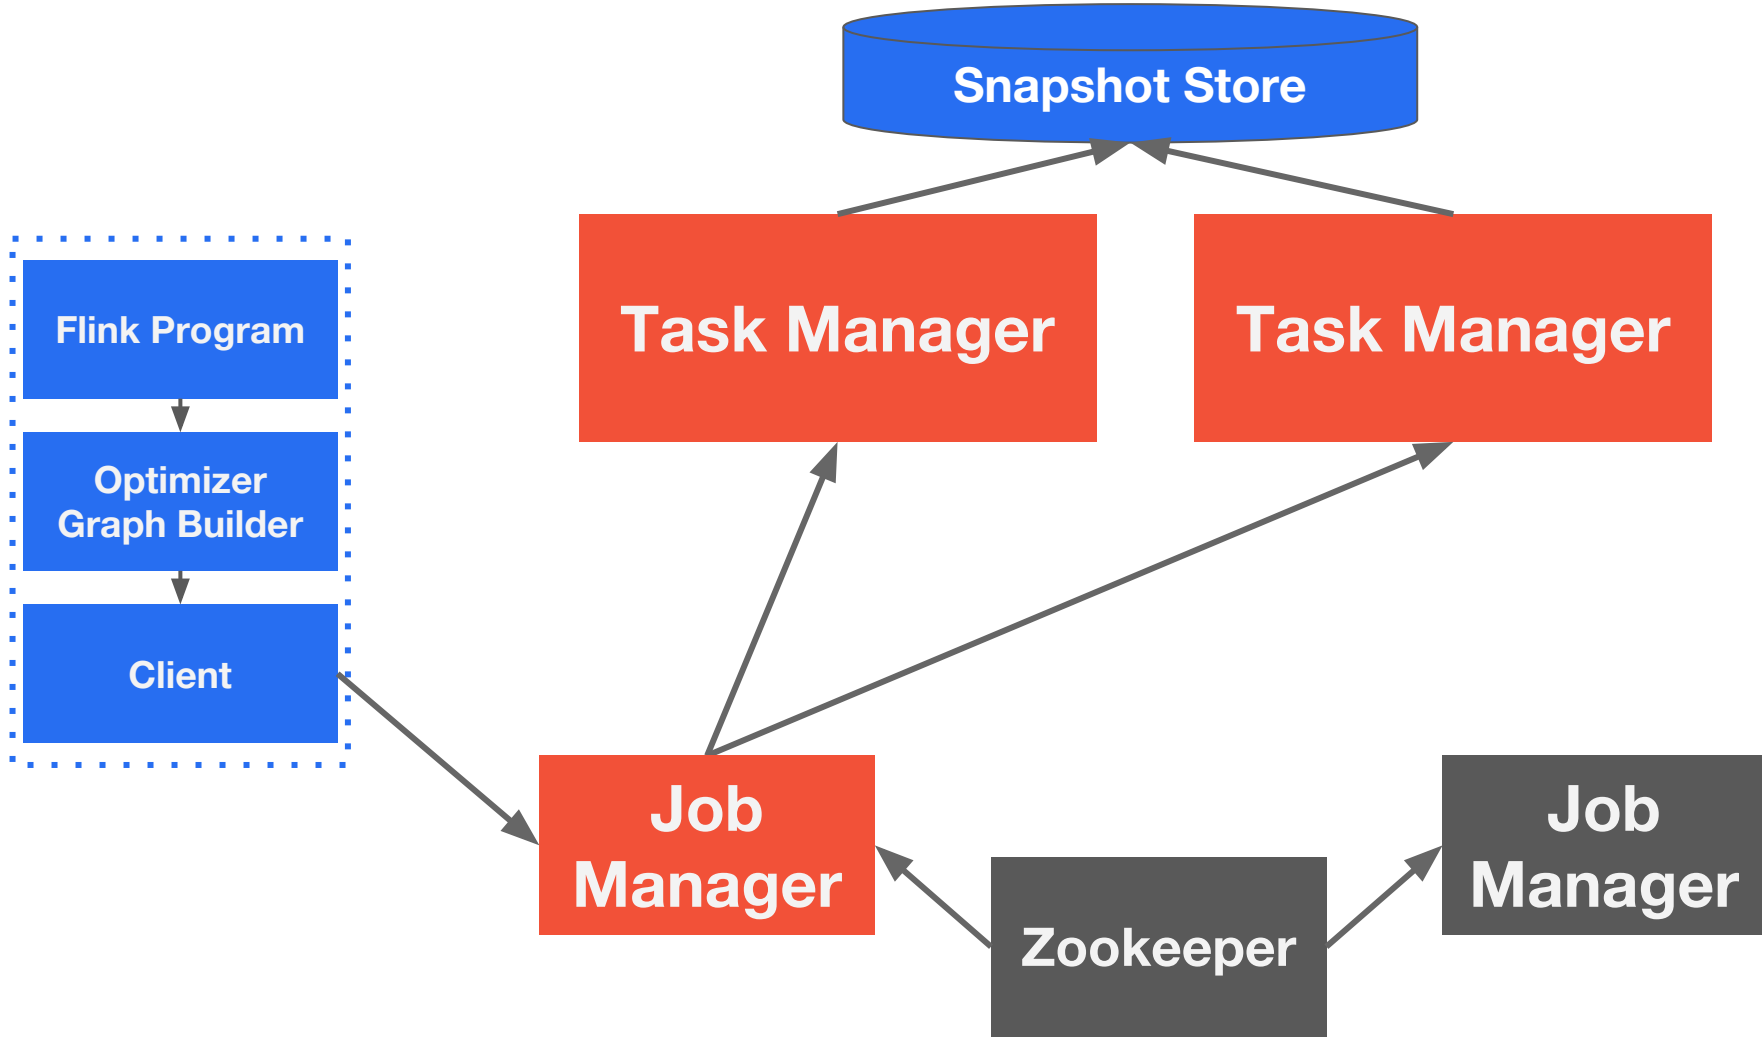 Snapshot Store
Flink Program
Optimizer
Graph Builder
Client
Task Manager
Task Manager
Job
Manager
Zookeeper
Job
Manager